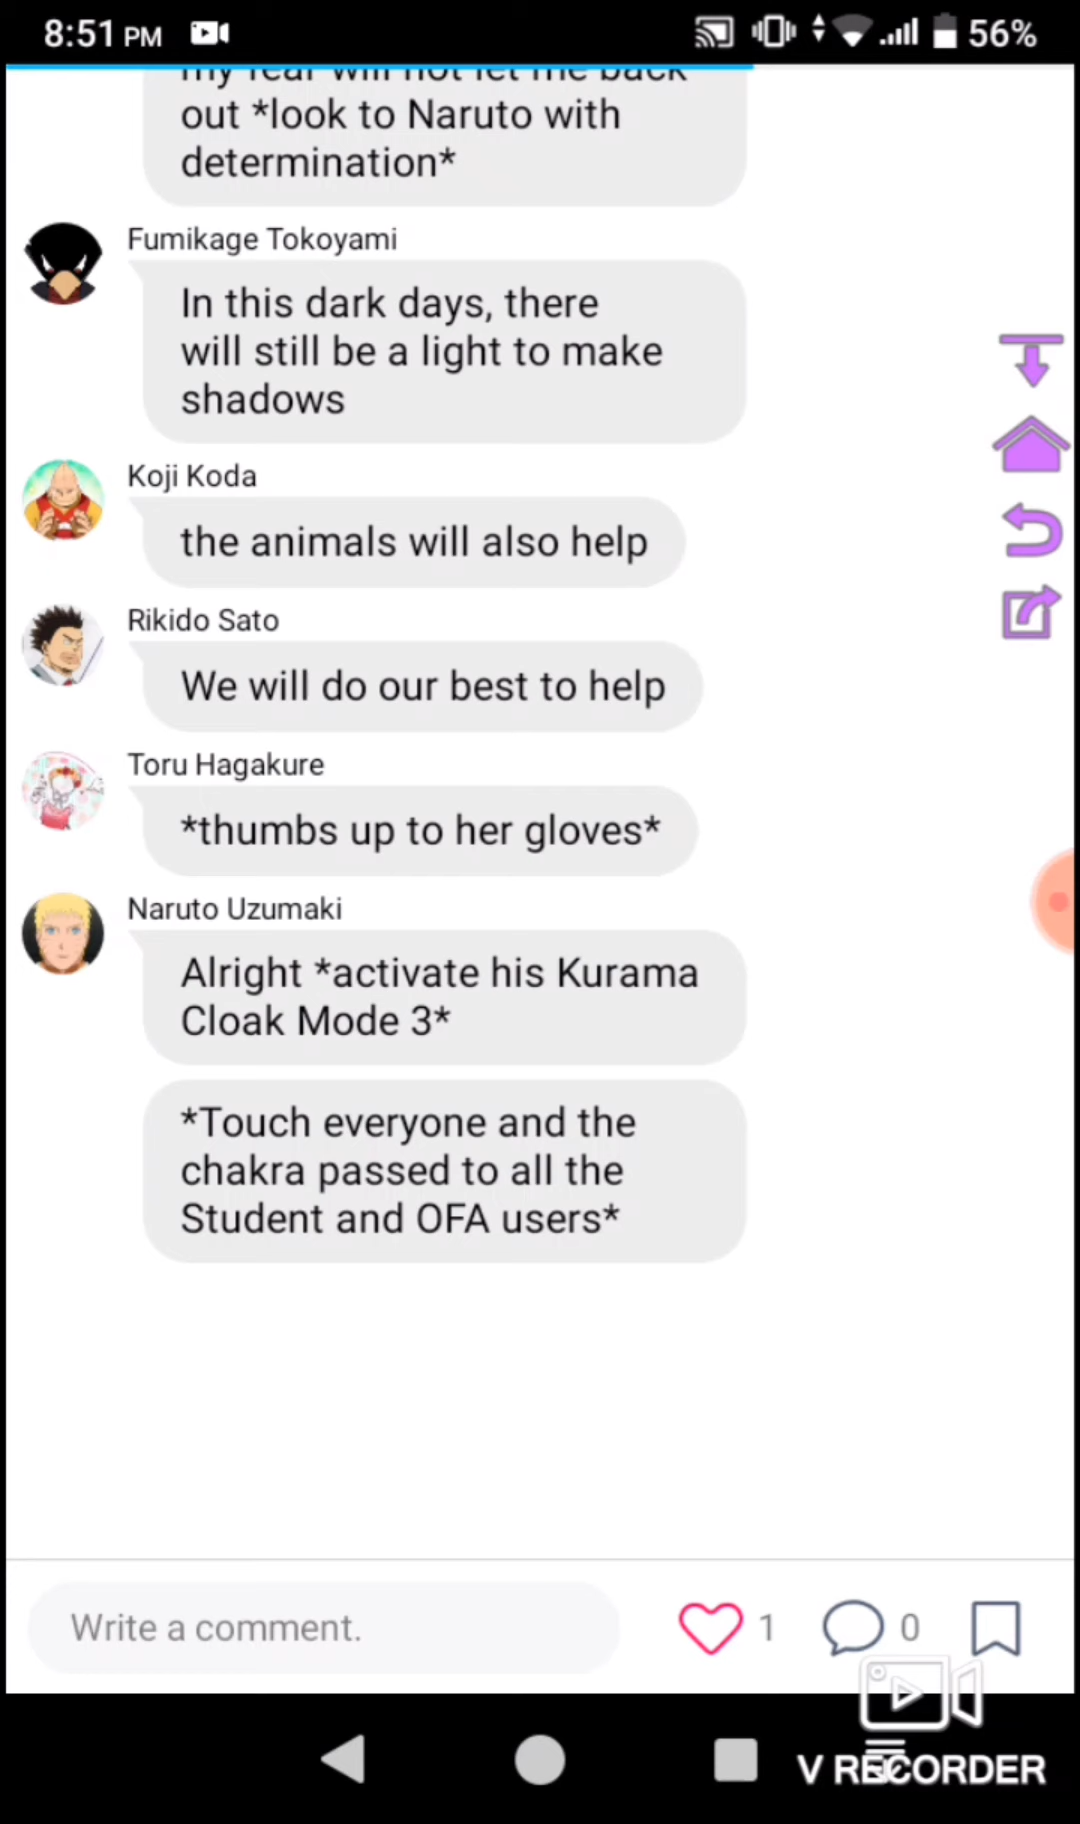 8:51 PM
56%
my fear will not let me back
out *look to Naruto with
determination*
Fumikage Tokoyami
In this dark days, there
will still be a light to make
shadows
Koji Koda
the animals will also help
Rikido Sato
We will do our best to help
Toru Hagakure
*thumbs up to her gloves*
Naruto Uzumaki
Alright *activate his Kurama
Cloak Mode 3*
*Touch everyone and the
chakra passed to all the
Student and OFA users*
Write a comment.
1
0
V RECORDER